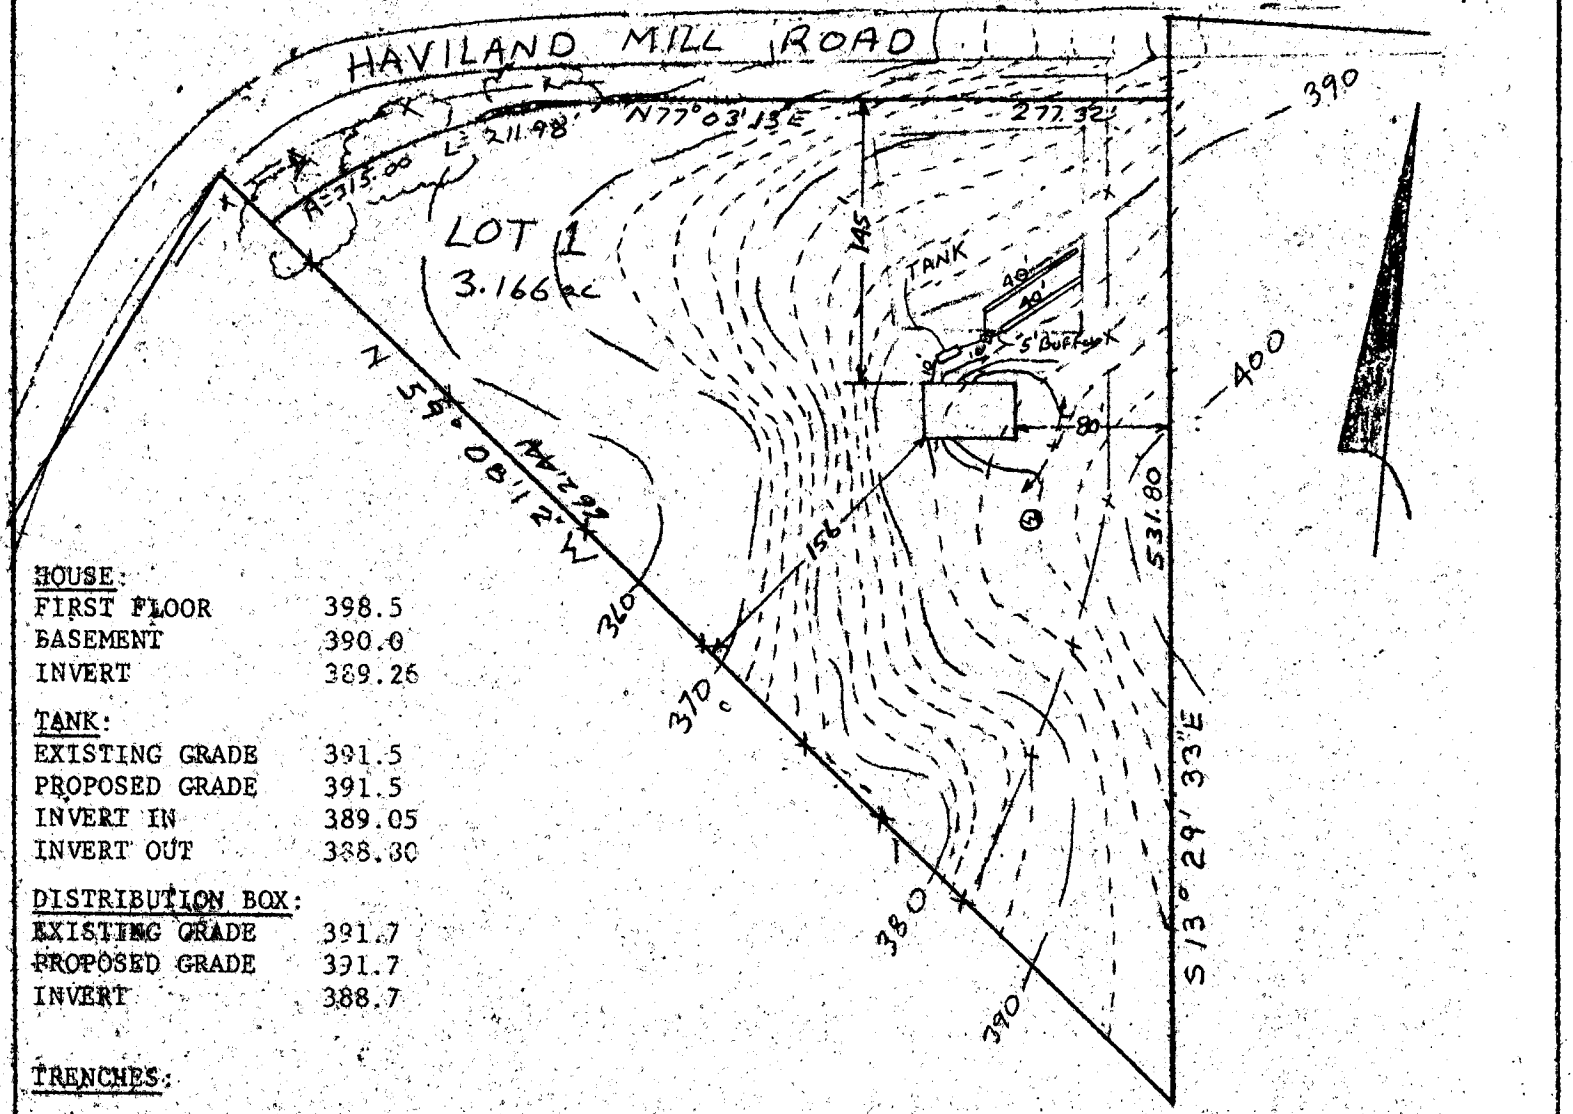 HAVILAND MILL ROAD
N77°03'13"E
277.32'
L= 211.98'
A=315.00
LOT 1
3.166 ac
390
145
TANK
40'
40'
5' Buffer
10
10
400
80
156
531.80
S 13° 29' 33" E
360
370
380
390
HOUSE:
FIRST FLOOR 398.5
BASEMENT 390.0
INVERT 389.26
TANK:
EXISTING GRADE 391.5
PROPOSED GRADE 391.5
INVERT IN 389.05
INVERT OUT 388.80
DISTRIBUTION BOX:
EXISTING GRADE 391.7
PROPOSED GRADE 391.7
INVERT 388.7
TRENCHES: